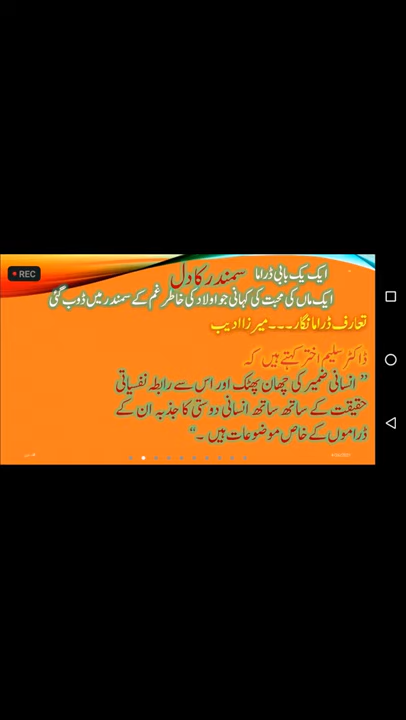 REC
ایک یک بابی ڈراما سمندر کا دل
ایک ماں کی محبت کی کہانی جو اولاد کی خاطر غم کے سمندر میں ڈوب گئی
تعارف ڈراما نگار۔۔۔میرزا ادیب
ڈاکٹر سلیم اختر کہتے ہیں کہ
” انسانی ضمیر کی چھان پھٹک اور اس سے رابطہ نفسیاتی
حقیقت کے ساتھ ساتھ انسانی دوستی کا جذبہ ان کے
ڈراموں کے خاص موضوعات ہیں ۔“